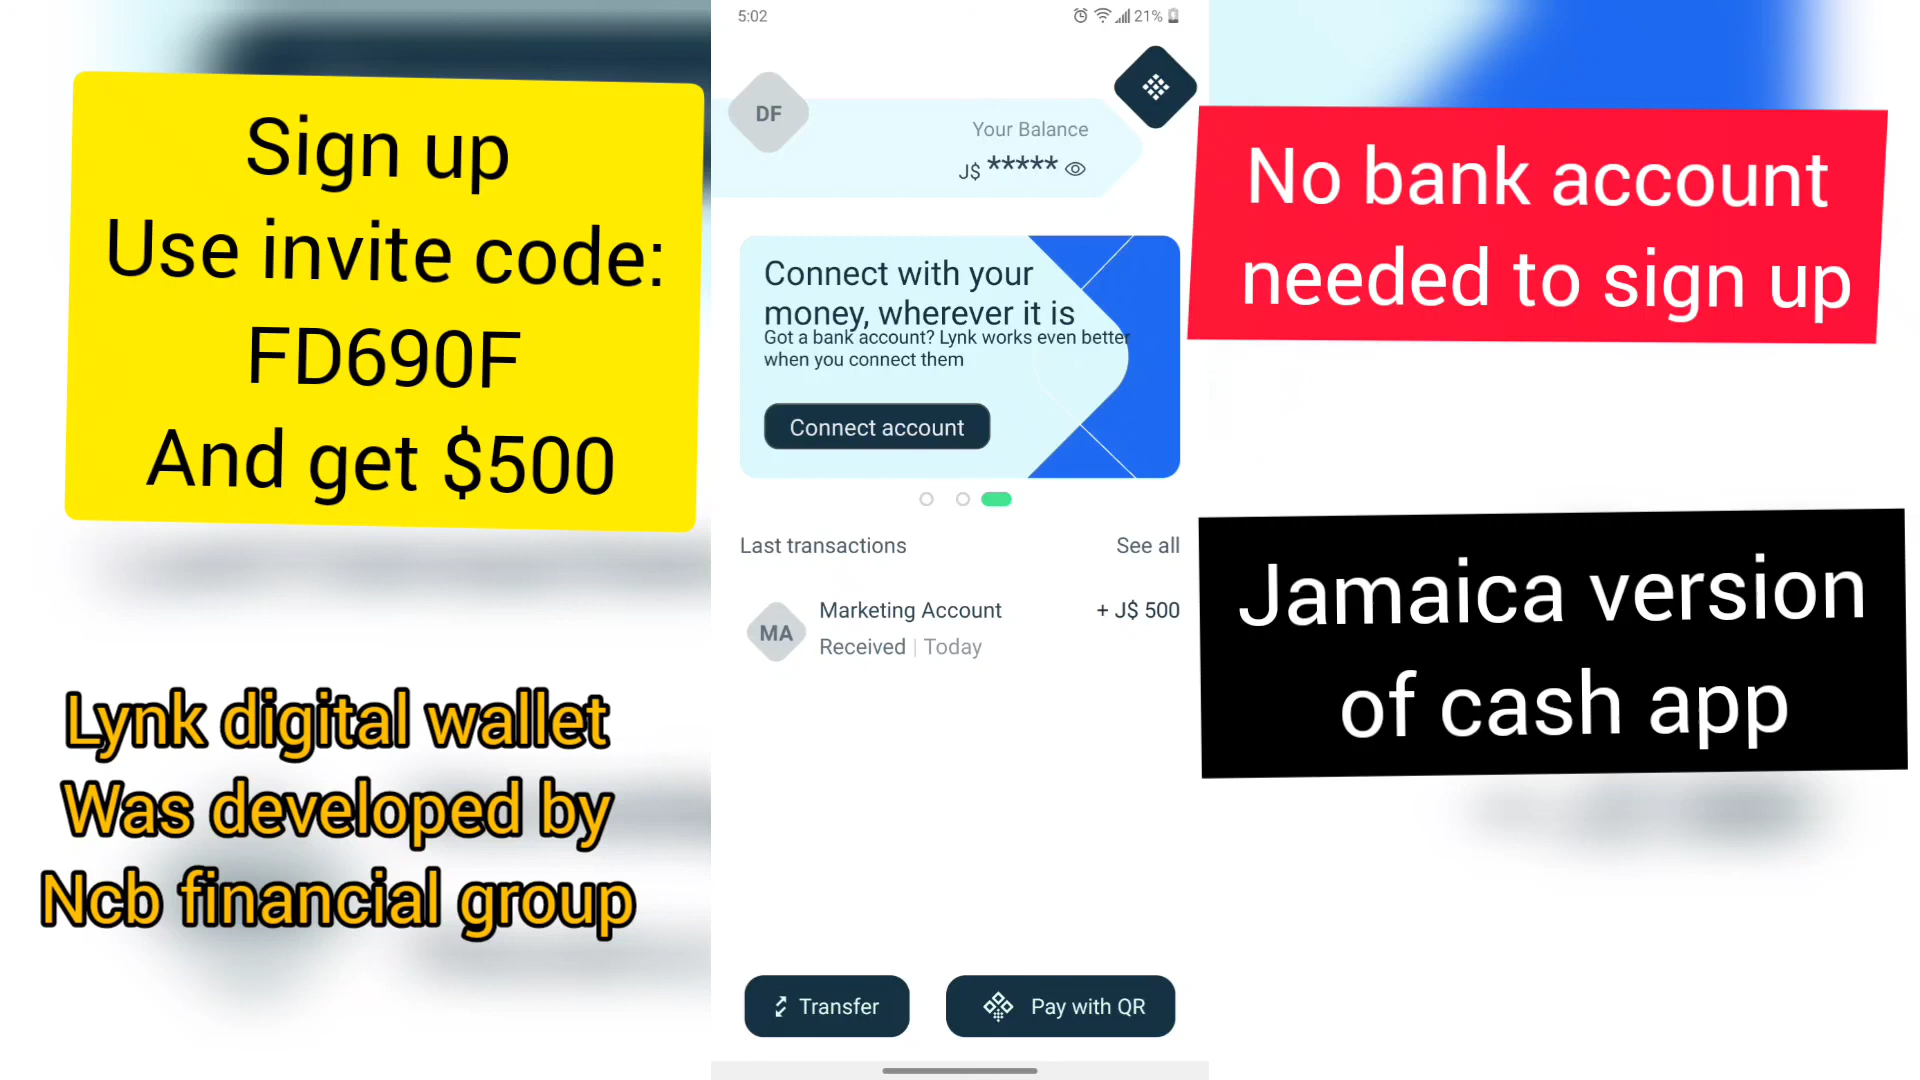 Sign up
Use invite code:
FD690F
And get $500
Lynk digital wallet
Was developed by
Ncb financial group
5:02
21%
DF
Your Balance
J$ *****
Connect with your
money, wherever it is
Got a bank account? Lynk works even better
when you connect them
Connect account
Last transactions See all
MA
Marketing Account + J$ 500
Received | Today
Transfer
Pay with QR
No bank account
needed to sign up
Jamaica version
of cash app